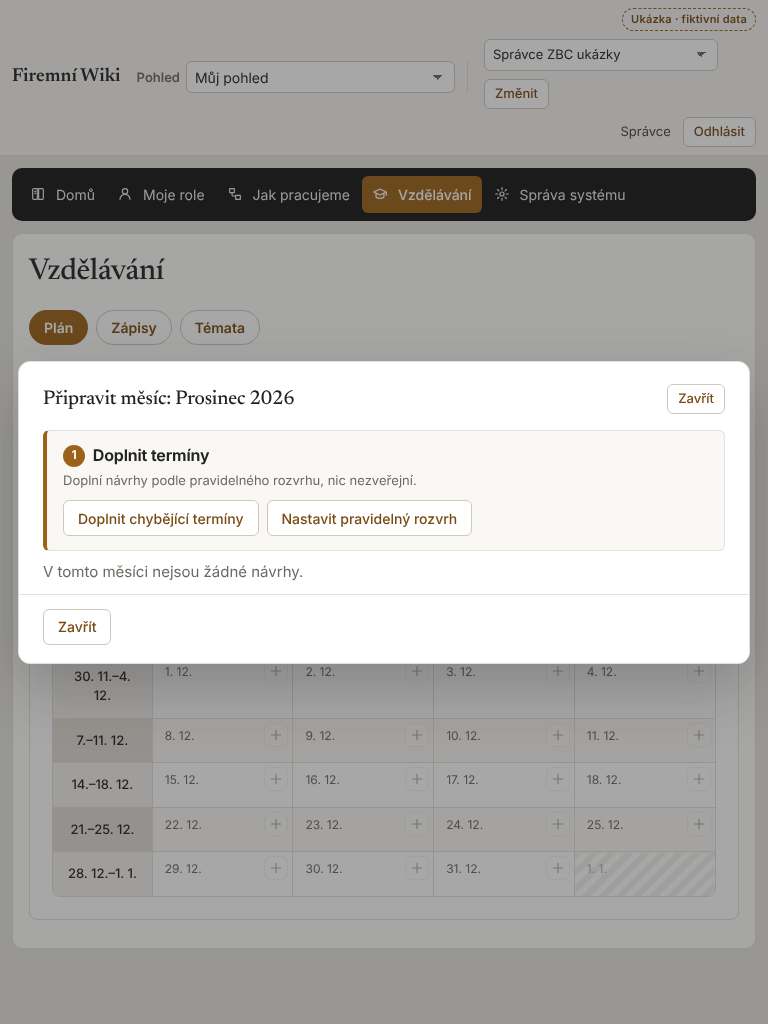 Ukázka · fiktivní data
Firemní Wiki
Pohled
Můj pohled
Správce ZBC ukázky
Změnit
Správce
Odhlásit
Domů
Moje role
Jak pracujeme
Vzdělávání
Správa systému
Vzdělávání
Plán
Zápisy
Témata
Připravit měsíc: Prosinec 2026
Zavřít
1 Doplnit termíny
Doplní návrhy podle pravidelného rozvrhu, nic nezveřejní.
Doplnit chybějící termíny
Nastavit pravidelný rozvrh
V tomto měsíci nejsou žádné návrhy.
Zavřít
30. 11.–4.
12.
1. 12. +
2. 12. +
3. 12. +
4. 12. +
7.–11. 12.
8. 12. +
9. 12. +
10. 12. +
11. 12. +
14.–18. 12.
15. 12. +
16. 12. +
17. 12. +
18. 12. +
21.–25. 12.
22. 12. +
23. 12. +
24. 12. +
25. 12. +
28. 12.–1. 1.
29. 12. +
30. 12. +
31. 12. +
1. 1.